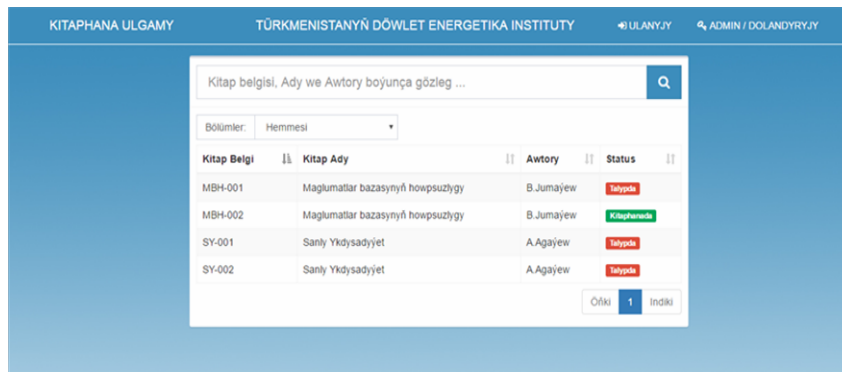 KITAPHANA ULGAMY TÜRKMENISTANYŇ DÖWLET ENERGETIKA INSTITUTY ULANYJY ADMIN / DOLANDYRYJY
Kitap belgisi, Ady we Awtory boýunça gözleg ...
Bölümler: Hemmesi
Kitap Belgi Kitap Ady Awtory Status
MBH-001 Maglumatlar bazasynyň howpsuzlygy B.Jumaýew Talypda
MBH-002 Maglumatlar bazasynyň howpsuzlygy B.Jumaýew Kitaphanada
SY-001 Sanly Ykdysadyýet A.Agaýew Talypda
SY-002 Sanly Ykdysadyýet A.Agaýew Talypda
Öňki 1 Indiki